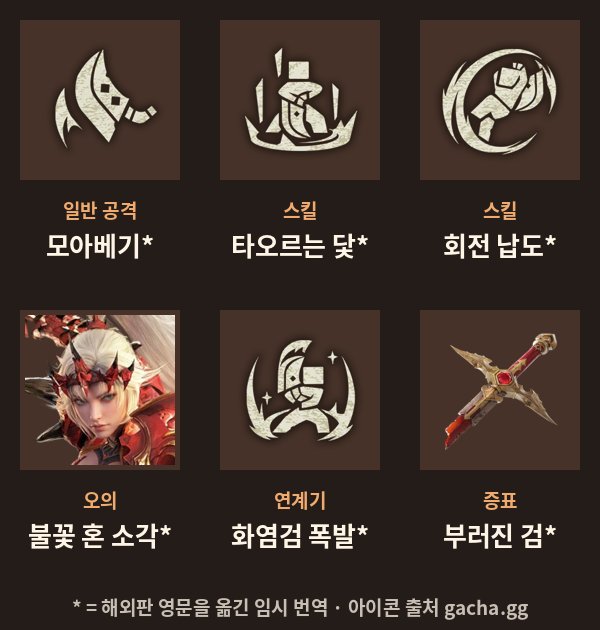 일반 공격
모아베기*
스킬
타오르는 닻*
스킬
회전 납도*
오의
불꽃 혼 소각*
연계기
화염검 폭발*
증표
부러진 검*
* = 해외판 영문을 옮긴 임시 번역 · 아이콘 출처 gacha.gg